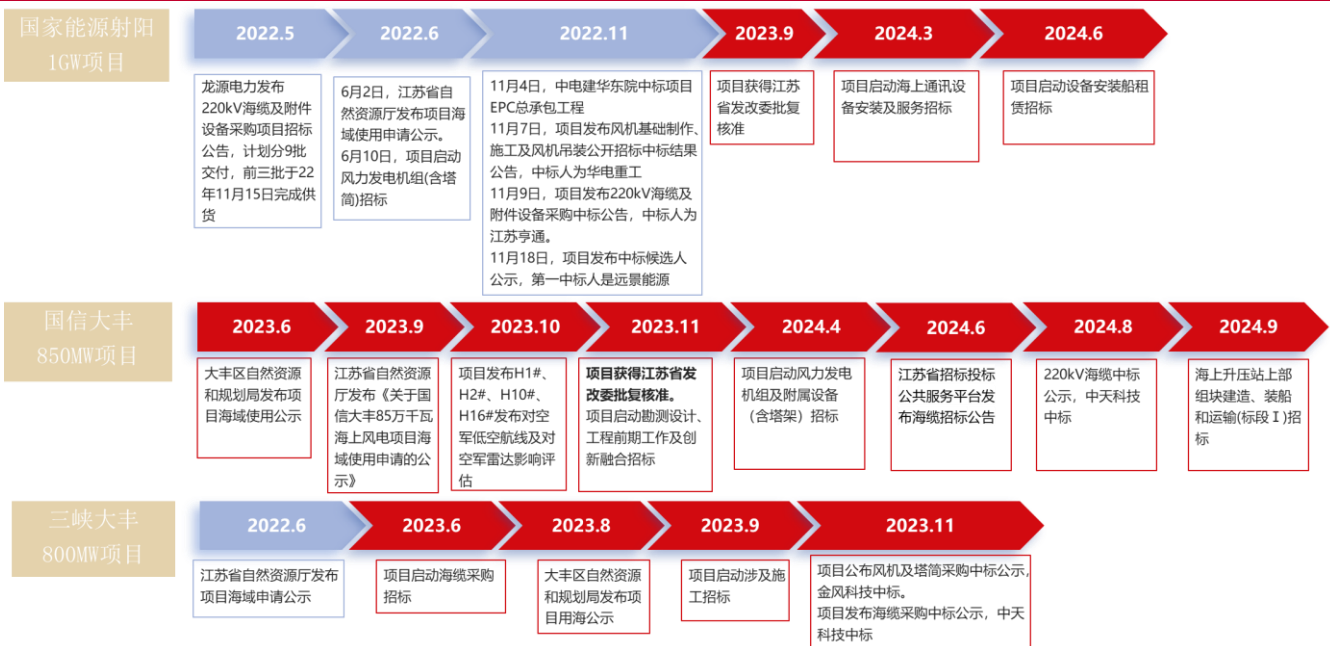 国家能源射阳
1GW项目
2022.5
2022.6
2022.11
2023.9
2024.3
2024.6
龙源电力发布
220kV海缆及附件
设备采购项目招标
公告，计划分9批
交付，前三批于22
年11月15日完成供
货
6月2日，江苏省自
然资源厅发布项目海
域使用申请公示。
6月10日，项目启动
风力发电机组(含塔
简)招标
11月4日，中电建华东院中标项目
EPC总承包工程
11月7日，项目发布风机基础制作、
施工及风机吊装公开招标中标结果
公告，中标人为华电重工
11月9日，项目发布220kV海缆及
附件设备采购中标公告，中标人为
江苏亨通。
11月18日，项目发布中标候选人
公示，第一中标人是远景能源
项目获得江苏
省发改委批复
核准
项目启动海上通讯设
备安装及服务招标
项目启动设备安装船租
赁招标
国信大丰
850MW项目
2023.6
2023.9
2023.10
2023.11
2024.4
2024.6
2024.8
2024.9
大丰区自然资源
和规划局发布项
目海域使用公示
江苏省自然资源
厅发布《关于国
信大丰85万千瓦
海上风电项目海
域使用申请的公
示》
项目发布H1#、
H2#、H10#、
H16#发布对空
军低空航线及对
空军雷达影响评
估
项目获得江苏省发
改委批复核准。
项目启动勘测设计、
工程前期工作及创
新融合招标
项目启动风力发电
机组及附属设备
（含塔架）招标
江苏省招标投标
公共服务平台发
布海缆招标公告
220kV海缆中标
公示，中天科技
中标
海上升压站上部
组块建造、装船
和运输(标段Ⅰ)招
标
三峡大丰
800MW项目
2022.6
2023.6
2023.8
2023.9
2023.11
江苏省自然资源厅发布
项目海域申请公示
项目启动海缆采购
招标
大丰区自然资源
和规划局发布项
目用海公示
项目启动涉及施
工招标
项目公布风机及塔简采购中标公示，
金风科技中标。
项目发布海缆采购中标公示，中天
科技中标